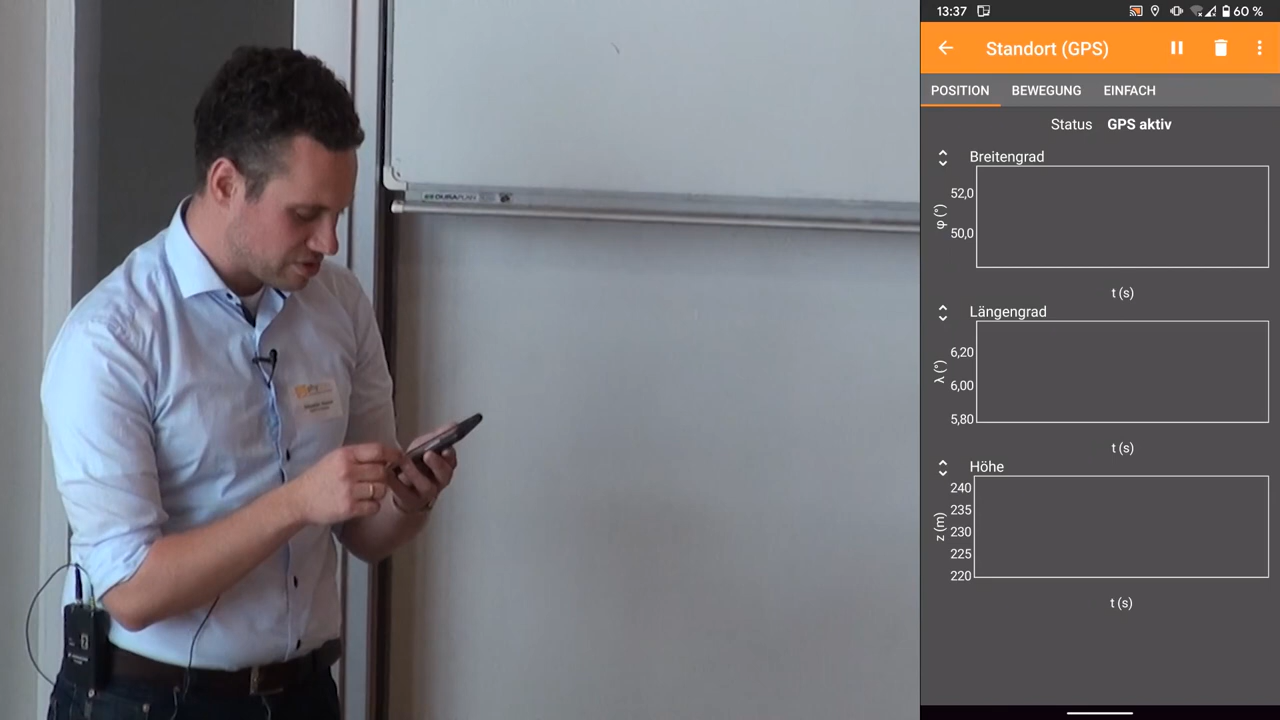 13:37
60 %
Standort (GPS)
POSITION BEWEGUNG EINFACH
Status GPS aktiv
Breitengrad
52,0
φ (°)
50,0
t (s)
Längengrad
6,20
λ (°)
6,00
5,80
t (s)
Höhe
240
235
z (m)
230
225
220
t (s)
DURAPLAN